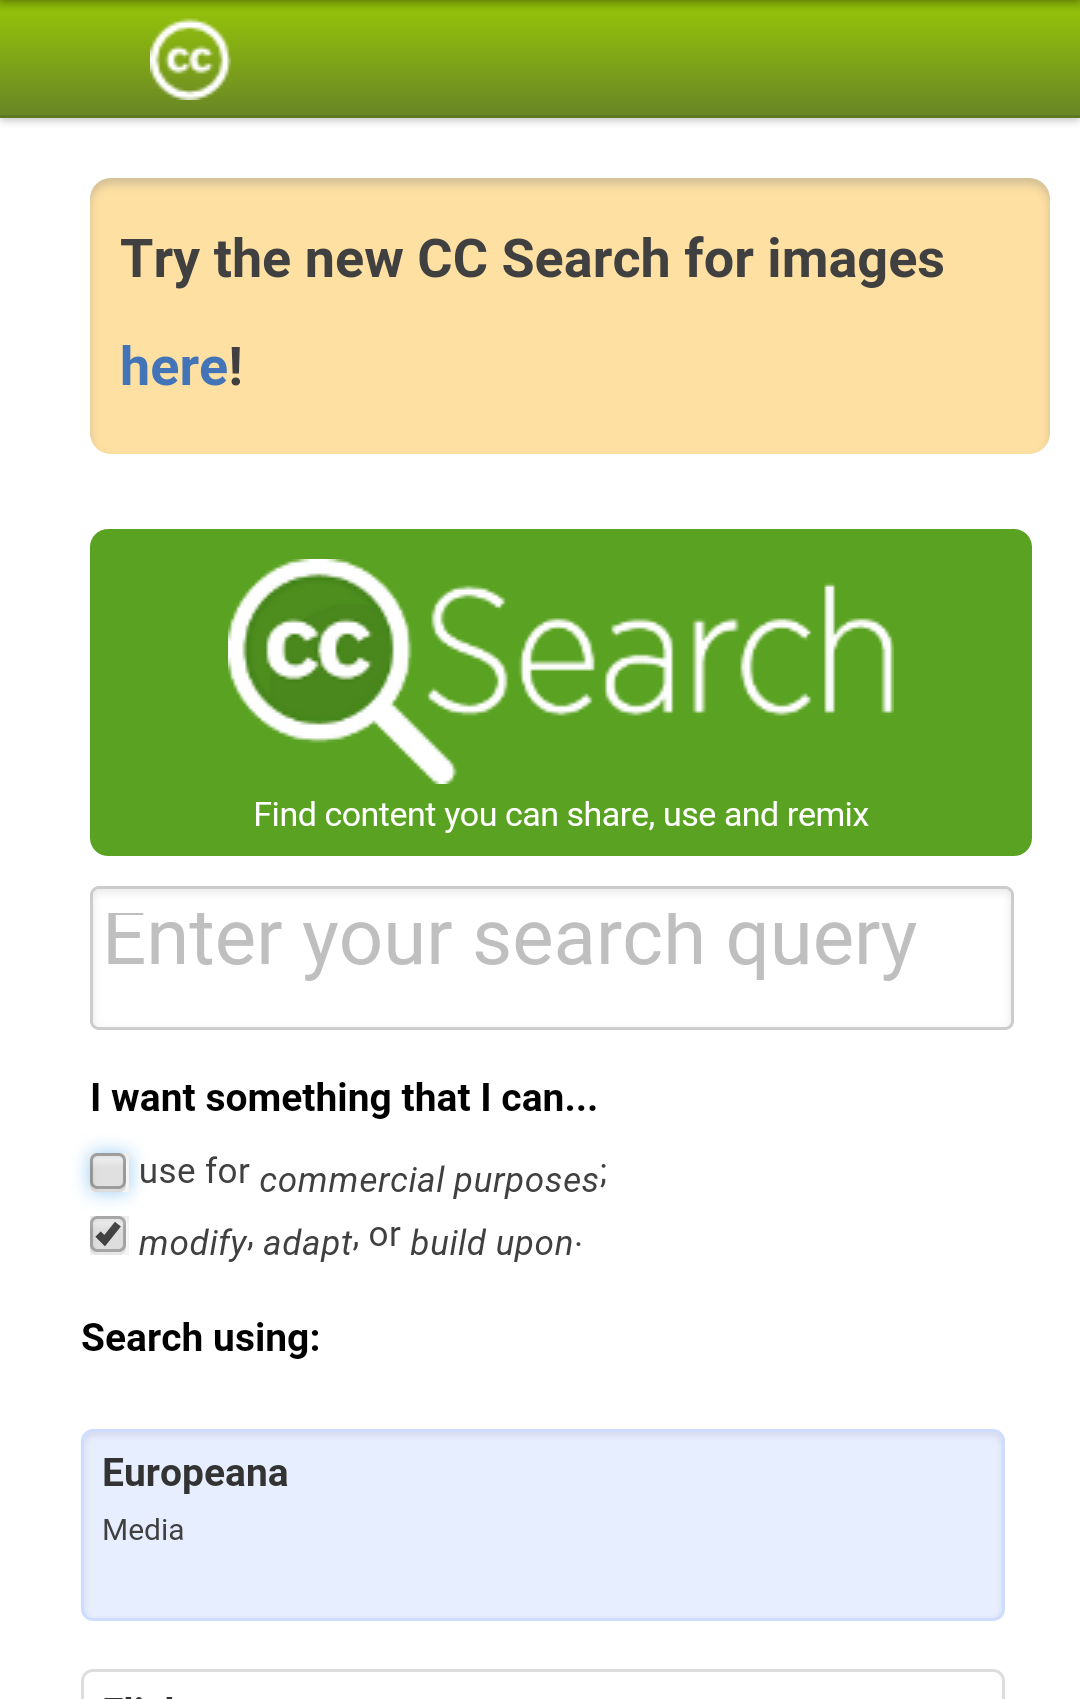 cc
Try the new CC Search for images
here!
cc Search
Find content you can share, use and remix
Enter your search query
I want something that I can...
use for commercial purposes;
modify, adapt, or build upon.
Search using:
Europeana
Media